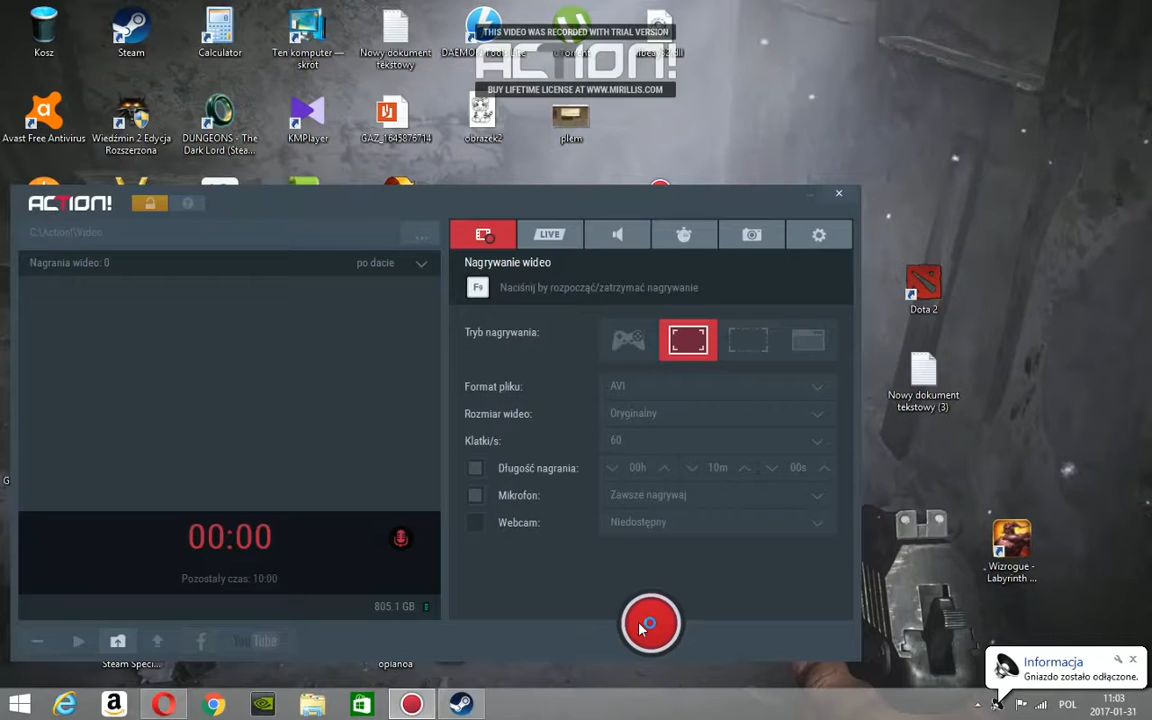 THIS VIDEO WAS RECORDED WITH TRIAL VERSION
ACTION!
BUY LIFETIME LICENSE AT WWW.MIRILLIS.COM
Kosz
Steam
Calculator
Ten komputer —
skrót
Nowy dokument
tekstowy
Avast Free Antivirus
Wiedźmin 2 Edycja
Rozszerzona
DUNGEONS - The
Dark Lord (Stea...
KMPlayer
GAZ_1645876714
obrazek2
plem
ACTION!
C:\Action!\Video
...
Nagrania wideo: 0
po dacie
LIVE
Nagrywanie wideo
F9
Naciśnij by rozpocząć/zatrzymać nagrywanie
Tryb nagrywania:
Format pliku:
AVI
Rozmiar wideo:
Oryginalny
Klatki/s:
60
Długość nagrania:
00h
10m
00s
Mikrofon:
Zawsze nagrywaj
Webcam:
Niedostępny
00:00
Pozostały czas: 10:00
805.1 GB
YouTube
Steam Speci...
opianoa
Dota 2
Nowy dokument
tekstowy (3)
Wizrogue -
Labyrinth ...
Informacja
Gniazdo zostało odłączone.
POL
11:03
2017-01-31